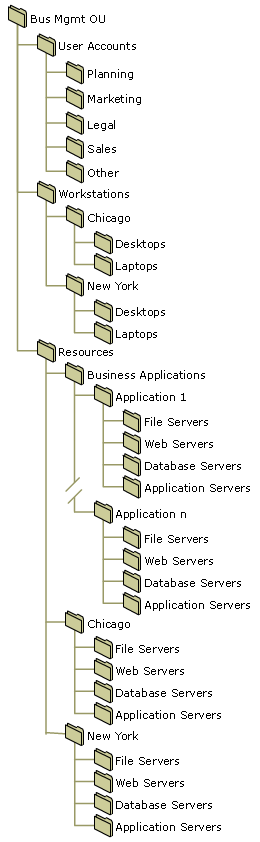 Bus Mgmt OU
User Accounts
Planning
Marketing
Legal
Sales
Other
Workstations
Chicago
Desktops
Laptops
New York
Desktops
Laptops
Resources
Business Applications
Application 1
File Servers
Web Servers
Database Servers
Application Servers
Application n
File Servers
Web Servers
Database Servers
Application Servers
Chicago
File Servers
Web Servers
Database Servers
Application Servers
New York
File Servers
Web Servers
Database Servers
Application Servers